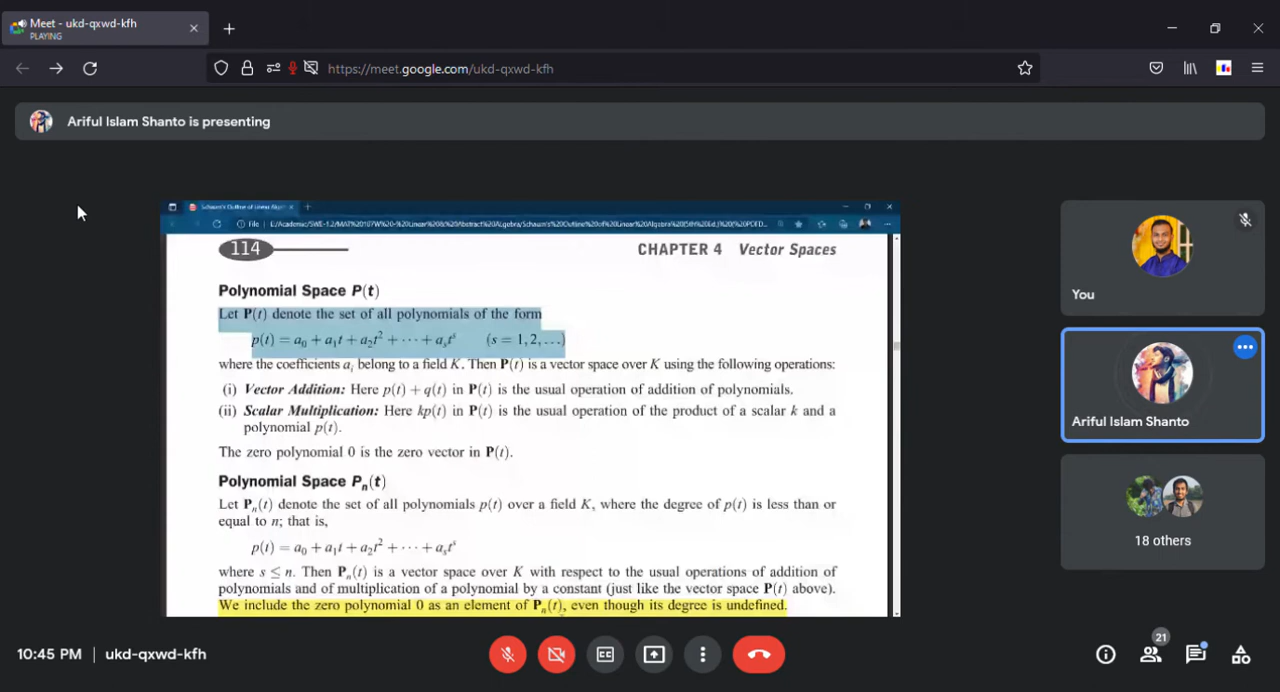 Meet - ukd-qxwd-kfh
PLAYING
https://meet.google.com/ukd-qxwd-kfh
Ariful Islam Shanto is presenting
Schaum's Outline of Linear Alge
File
114
CHAPTER 4 Vector Spaces
Polynomial Space P(t)
Let P(t) denote the set of all polynomials of the form
p(t) = a₀ + a₁t + a₂t² + ··· + aₛtˢ (s = 1, 2, ...)
where the coefficients aᵢ belong to a field K. Then P(t) is a vector space over K using the following operations:
(i) Vector Addition: Here p(t) + q(t) in P(t) is the usual operation of addition of polynomials.
(ii) Scalar Multiplication: Here kp(t) in P(t) is the usual operation of the product of a scalar k and a
polynomial p(t).
The zero polynomial 0 is the zero vector in P(t).
Polynomial Space Pₙ(t)
Let Pₙ(t) denote the set of all polynomials p(t) over a field K, where the degree of p(t) is less than or
equal to n; that is,
p(t) = a₀ + a₁t + a₂t² + ··· + aₛtˢ
where s ≤ n. Then Pₙ(t) is a vector space over K with respect to the usual operations of addition of
polynomials and of multiplication of a polynomial by a constant (just like the vector space P(t) above).
We include the zero polynomial 0 as an element of Pₙ(t), even though its degree is undefined.
You
Ariful Islam Shanto
18 others
10:45 PM | ukd-qxwd-kfh
CC
21